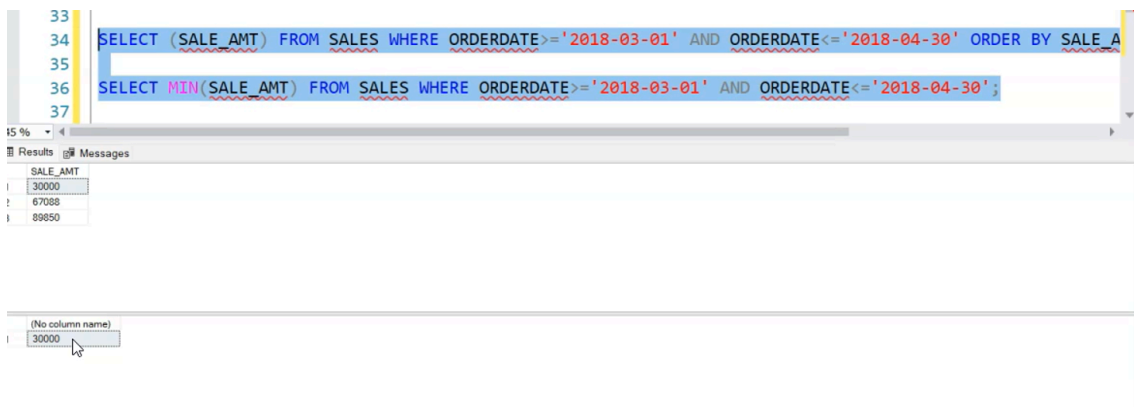 33
34 SELECT (SALE_AMT) FROM SALES WHERE ORDERDATE>='2018-03-01' AND ORDERDATE<='2018-04-30' ORDER BY SALE_A
35
36 SELECT MIN(SALE_AMT) FROM SALES WHERE ORDERDATE>='2018-03-01' AND ORDERDATE<='2018-04-30';
37
45 %
Results Messages
SALE_AMT
30000
67088
89850
(No column name)
30000